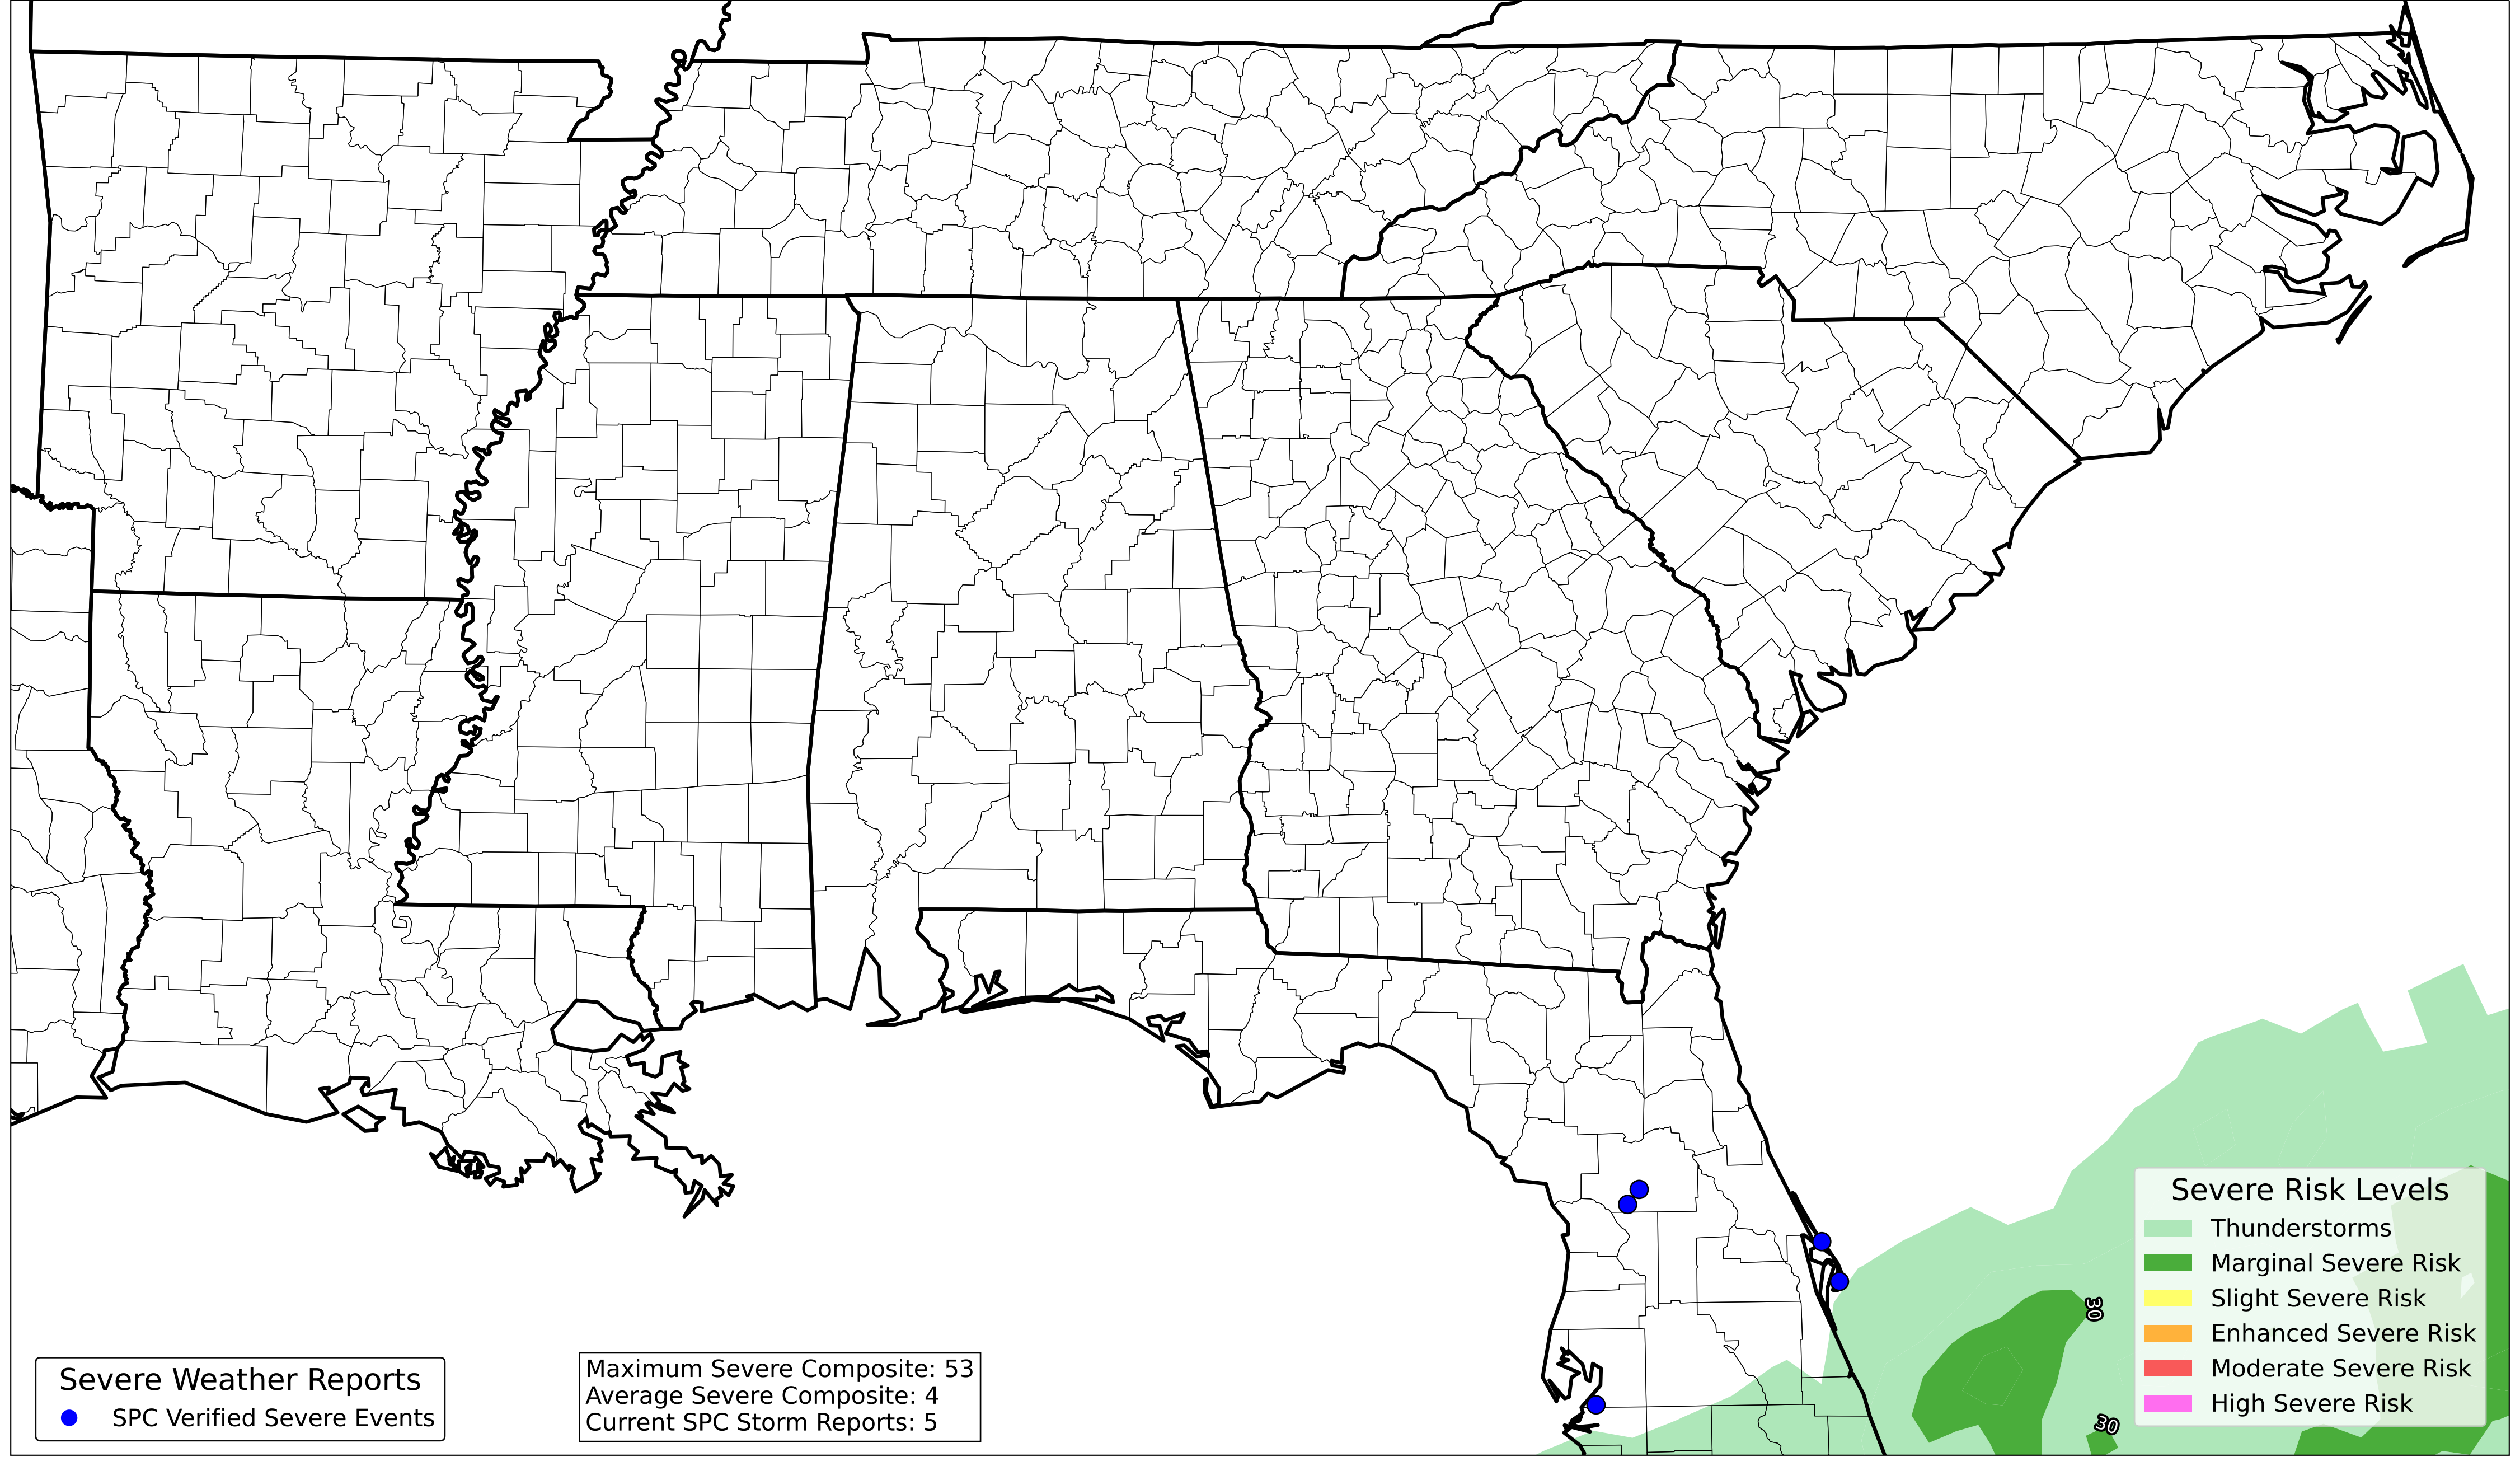 30
30
Severe Risk Levels
Thunderstorms
Marginal Severe Risk
Slight Severe Risk
Enhanced Severe Risk
Moderate Severe Risk
High Severe Risk
Severe Weather Reports
SPC Verified Severe Events
Maximum Severe Composite: 53
Average Severe Composite: 4
Current SPC Storm Reports: 5